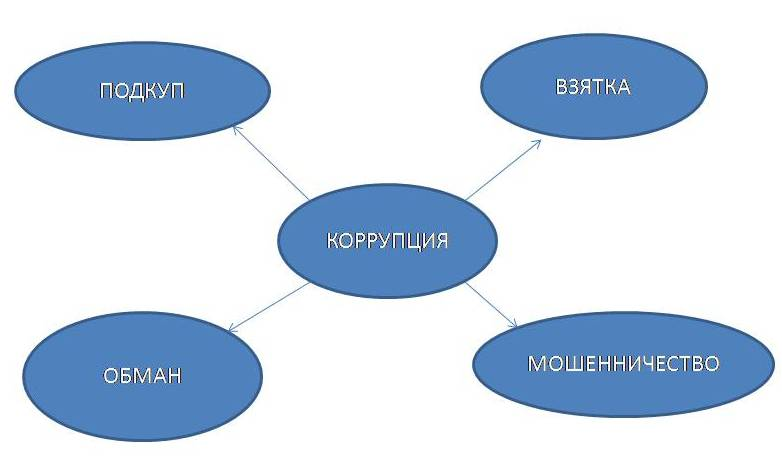 ПОДКУП
ВЗЯТКА
КОРРУПЦИЯ
ОБМАН
МОШЕННИЧЕСТВО